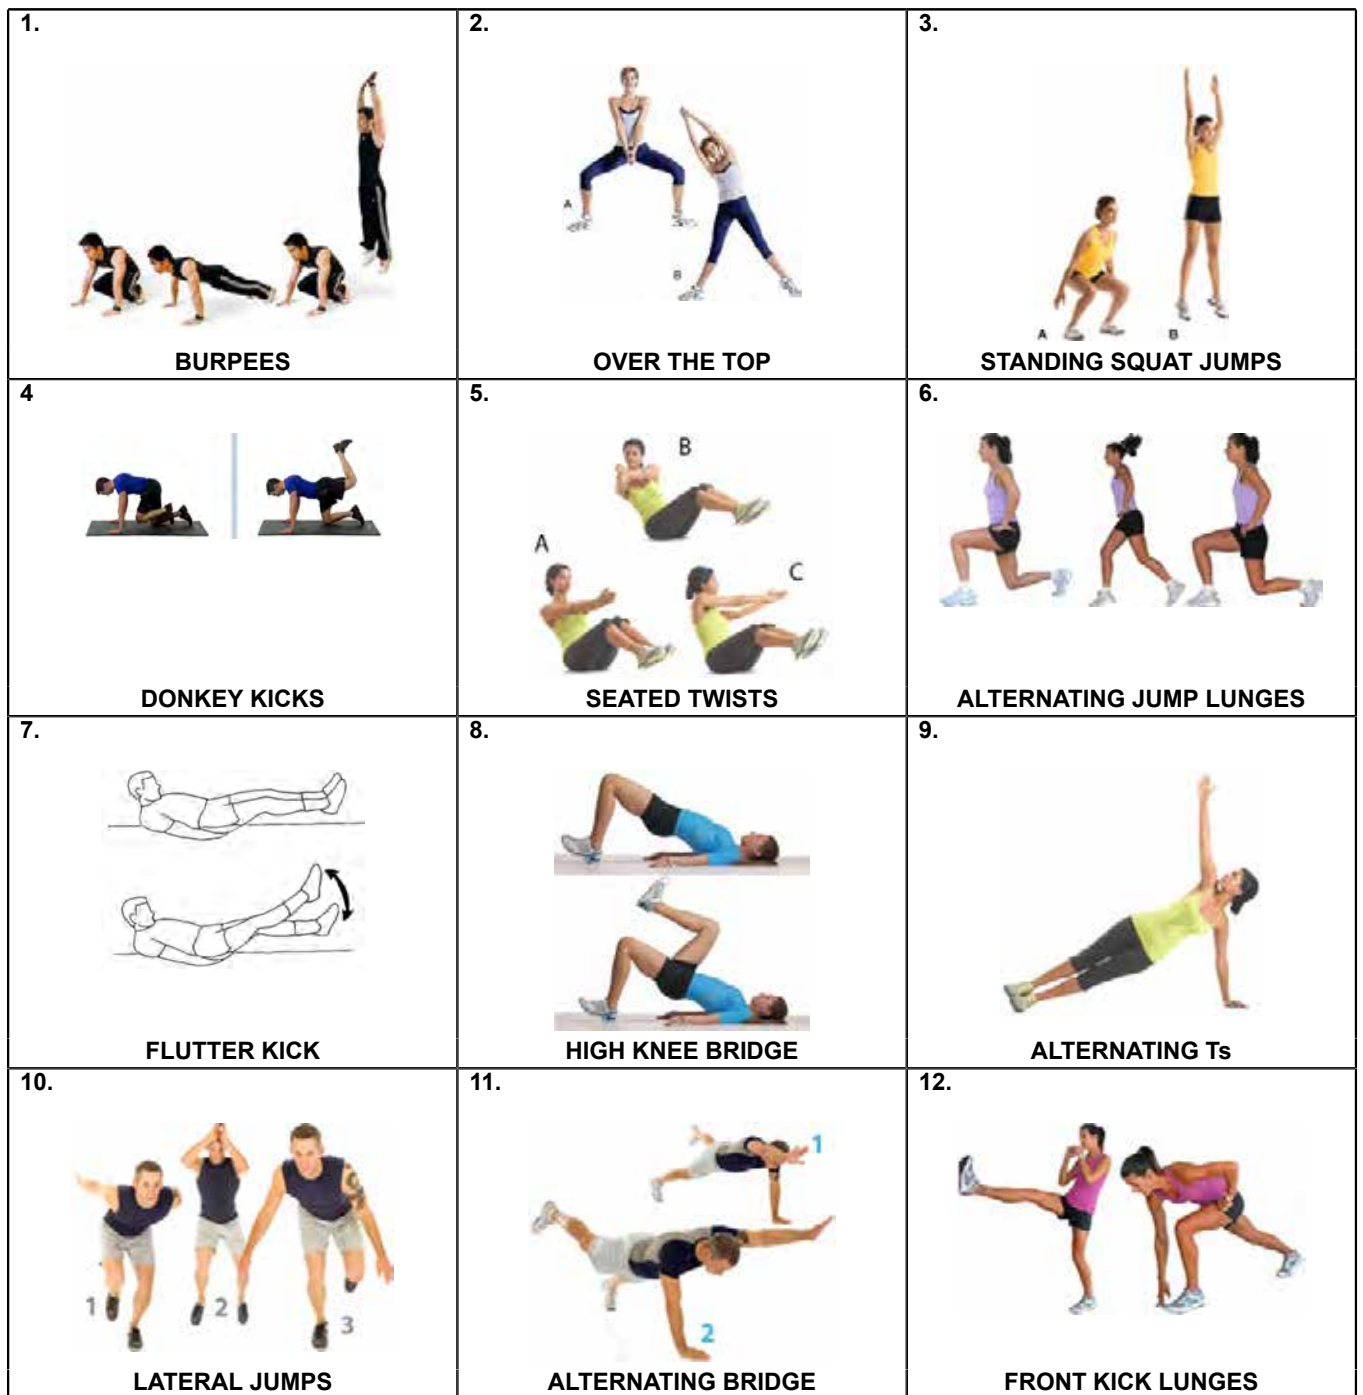 1.
2.
3.
A
B
A
B
BURPEES
OVER THE TOP
STANDING SQUAT JUMPS
4
5.
6.
B
A
C
DONKEY KICKS
SEATED TWISTS
ALTERNATING JUMP LUNGES
7.
8.
9.
FLUTTER KICK
HIGH KNEE BRIDGE
ALTERNATING Ts
10.
11.
12.
1
2
3
1
2
LATERAL JUMPS
ALTERNATING BRIDGE
FRONT KICK LUNGES